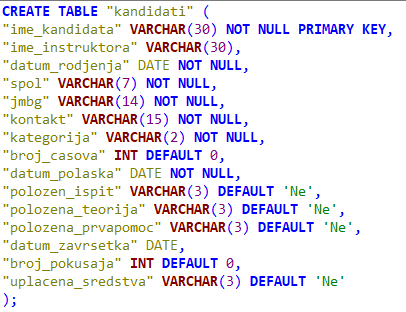 CREATE TABLE "kandidati" (
"ime_kandidata" VARCHAR(30) NOT NULL PRIMARY KEY,
"ime_instruktora" VARCHAR(30),
"datum_rodjenja" DATE NOT NULL,
"spol" VARCHAR(7) NOT NULL,
"jmbg" VARCHAR(14) NOT NULL,
"kontakt" VARCHAR(15) NOT NULL,
"kategorija" VARCHAR(2) NOT NULL,
"broj_casova" INT DEFAULT 0,
"datum_polaska" DATE NOT NULL,
"polozen_ispit" VARCHAR(3) DEFAULT 'Ne',
"polozena_teorija" VARCHAR(3) DEFAULT 'Ne',
"polozena_prvapomoc" VARCHAR(3) DEFAULT 'Ne',
"datum_zavrsetka" DATE,
"broj_pokusaja" INT DEFAULT 0,
"uplacena_sredstva" VARCHAR(3) DEFAULT 'Ne'
);